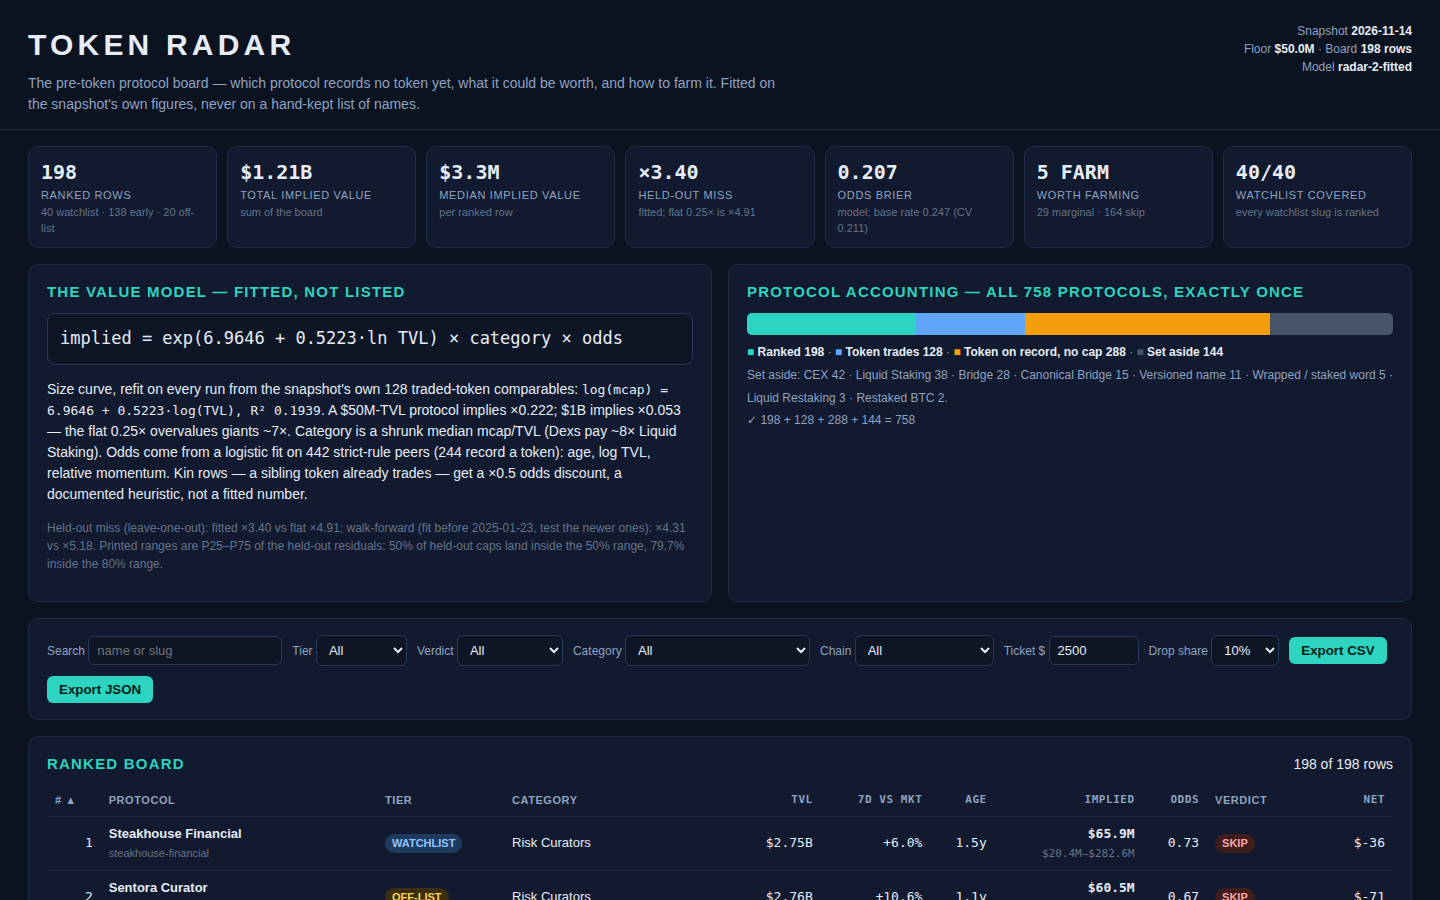 TOKEN RADAR
The pre-token protocol board — which protocol records no token yet, what it could be worth, and how to farm it. Fitted on
the snapshot's own figures, never on a hand-kept list of names.
Snapshot 2026-11-14
Floor $50.0M · Board 198 rows
Model radar-2-fitted
198
RANKED ROWS
40 watchlist · 138 early · 20 off-
list
$1.21B
TOTAL IMPLIED VALUE
sum of the board
$3.3M
MEDIAN IMPLIED VALUE
per ranked row
×3.40
HELD-OUT MISS
fitted; flat 0.25× is ×4.91
0.207
ODDS BRIER
model; base rate 0.247 (CV
0.211)
5 FARM
WORTH FARMING
29 marginal · 164 skip
40/40
WATCHLIST COVERED
every watchlist slug is ranked
THE VALUE MODEL — FITTED, NOT LISTED
implied = exp(6.9646 + 0.5223·ln TVL) × category × odds
Size curve, refit on every run from the snapshot's own 128 traded-token comparables: log(mcap) =
6.9646 + 0.5223·log(TVL), R² 0.1939. A $50M-TVL protocol implies ×0.222; $1B implies ×0.053
— the flat 0.25× overvalues giants ~7×. Category is a shrunk median mcap/TVL (Dexs pay ~8× Liquid
Staking). Odds come from a logistic fit on 442 strict-rule peers (244 record a token): age, log TVL,
relative momentum. Kin rows — a sibling token already trades — get a ×0.5 odds discount, a
documented heuristic, not a fitted number.
Held-out miss (leave-one-out): fitted ×3.40 vs flat ×4.91; walk-forward (fit before 2025-01-23, test the newer ones): ×4.31
vs ×5.18. Printed ranges are P25–P75 of the held-out residuals: 50% of held-out caps land inside the 50% range, 79.7%
inside the 80% range.
PROTOCOL ACCOUNTING — ALL 758 PROTOCOLS, EXACTLY ONCE
■ Ranked 198 · ■ Token trades 128 · ■ Token on record, no cap 288 · ■ Set aside 144
Set aside: CEX 42 · Liquid Staking 38 · Bridge 28 · Canonical Bridge 15 · Versioned name 11 · Wrapped / staked word 5 ·
Liquid Restaking 3 · Restaked BTC 2.
✓ 198 + 128 + 288 + 144 = 758
Search name or slug Tier All Verdict All Category All Chain All Ticket $ 2500 Drop share 10% Export CSV
Export JSON
RANKED BOARD
198 of 198 rows
# ▲ PROTOCOL TIER CATEGORY TVL 7D VS MKT AGE IMPLIED ODDS VERDICT NET
1 Steakhouse Financial WATCHLIST Risk Curators $2.75B +6.0% 1.5y $65.9M 0.73 SKIP $-36
steakhouse-financial $20.4M–$282.6M
2 Sentora Curator OFF-LIST Risk Curators $2.76B +10.6% 1.1y $60.5M 0.67 SKIP $-71